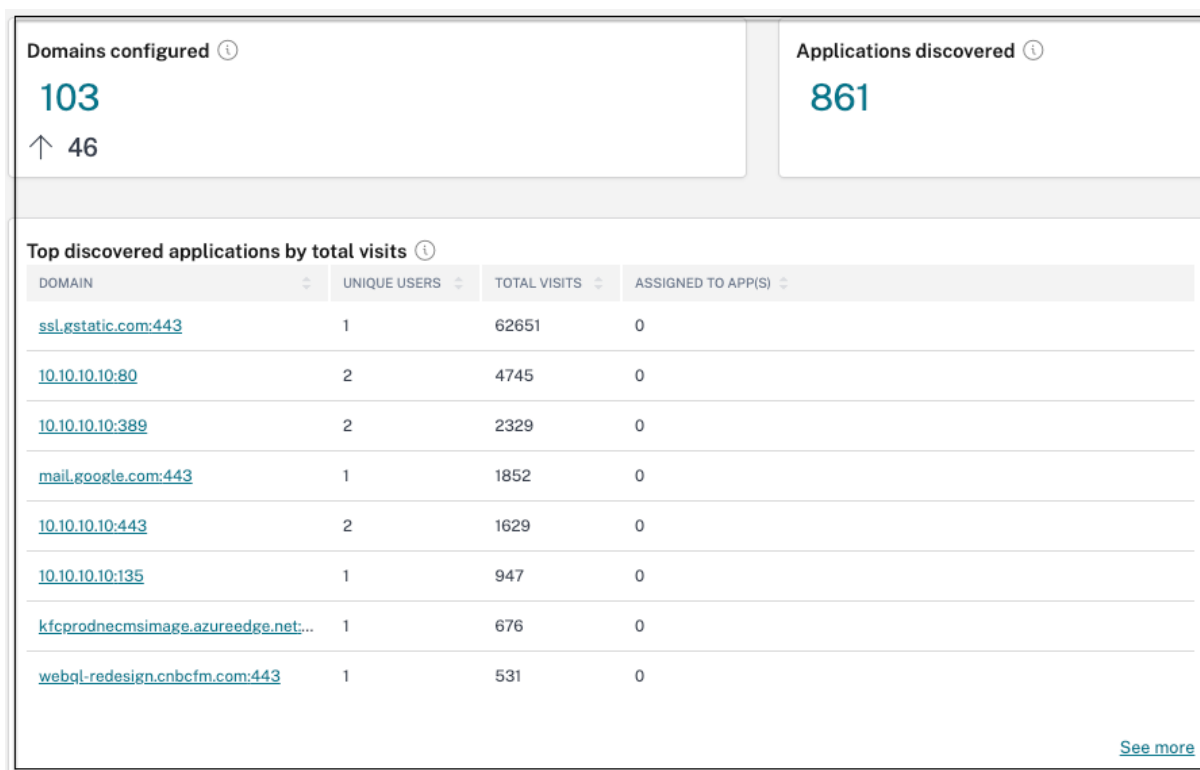 Domains configured
Applications discovered
103
861
↑ 46
Top discovered applications by total visits
DOMAIN UNIQUE USERS TOTAL VISITS ASSIGNED TO APP(S)
ssl.gstatic.com:443 1 62651 0
10.10.10.10:80 2 4745 0
10.10.10.10:389 2 2329 0
mail.google.com:443 1 1852 0
10.10.10.10:443 2 1629 0
10.10.10.10:135 1 947 0
kfcprodnecmsimage.azureedge.net:... 1 676 0
webql-redesign.cnbcfm.com:443 1 531 0
See more